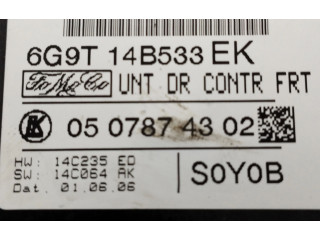 6G9T 14B533 EK
FoMoCo UNT DR CONTR FRT
K 05 0787 43 02
HW: 14C235 ED
SW: 14C064 AK
Dat. 01.06.06
S0Y0B